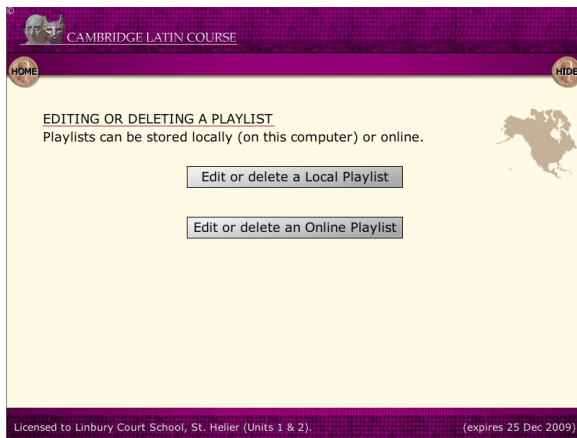 ©
CAMBRIDGE LATIN COURSE
HOME
HIDE
EDITING OR DELETING A PLAYLIST
Playlists can be stored locally (on this computer) or online.
Edit or delete a Local Playlist
Edit or delete an Online Playlist
Licensed to Linbury Court School, St. Helier (Units 1 & 2). (expires 25 Dec 2009)